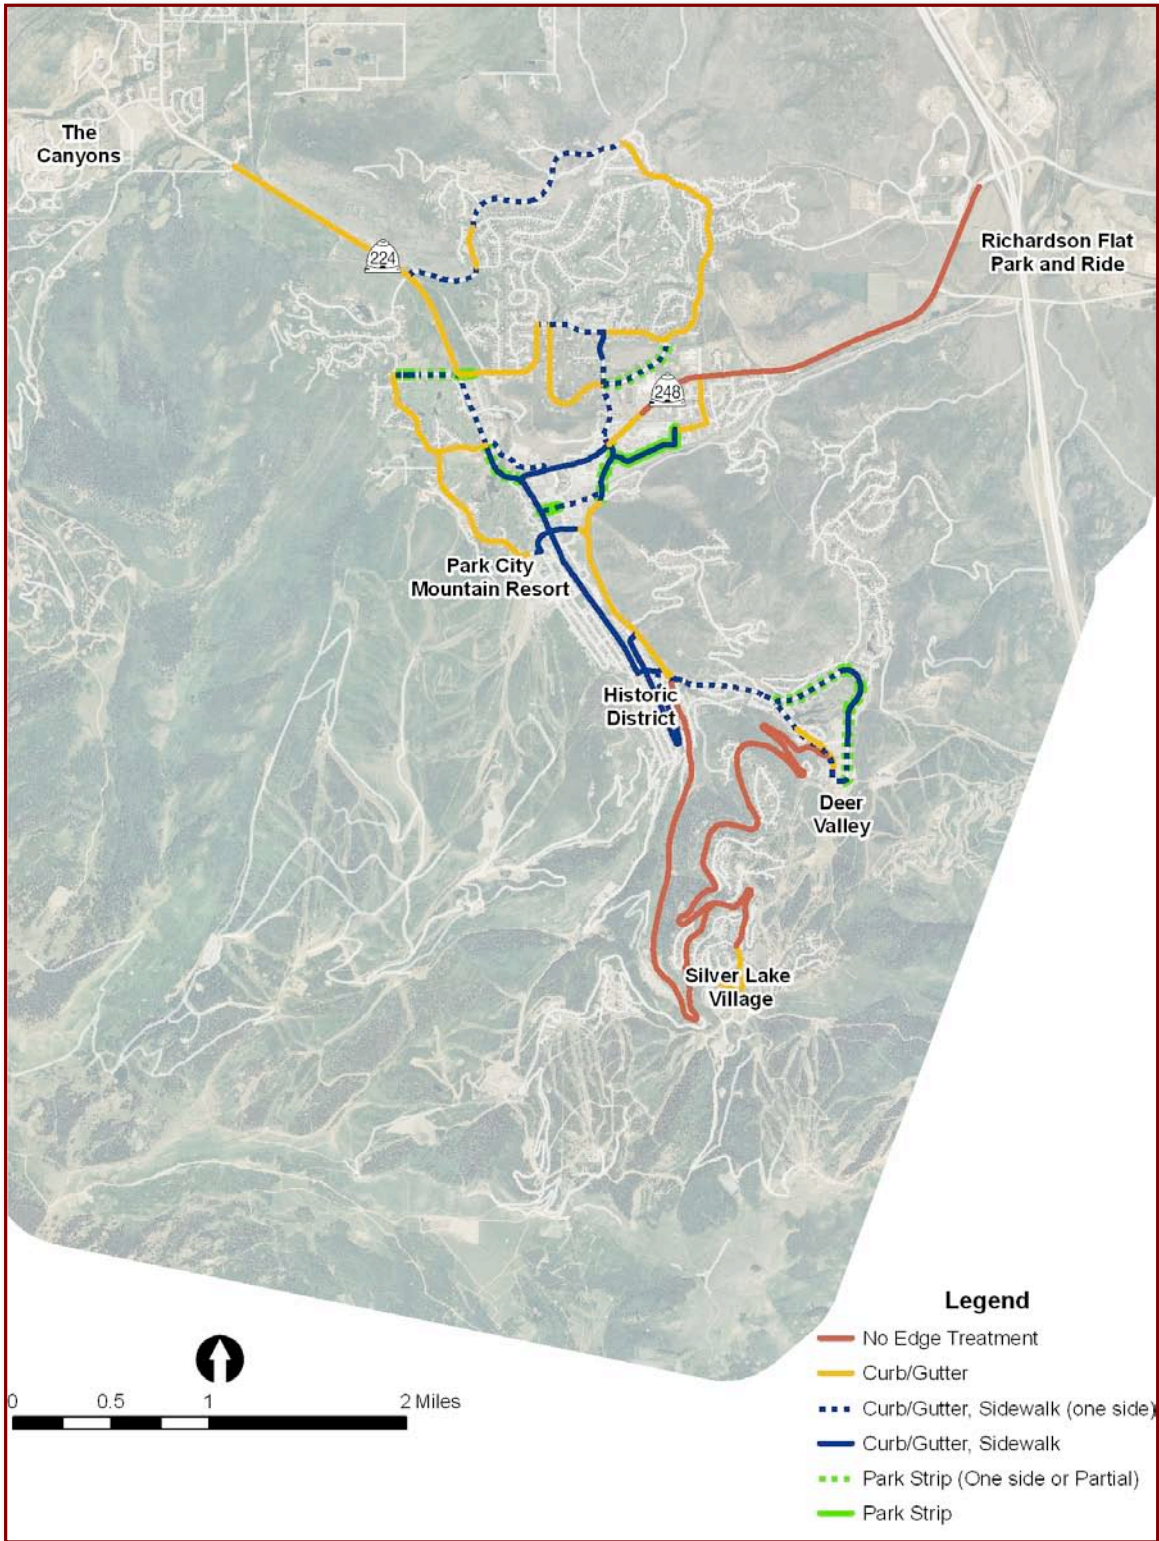 The
Canyons
224
Richardson Flat
Park and Ride
248
Park City
Mountain Resort
Historic
District
Deer
Valley
Silver Lake
Village
Legend
No Edge Treatment
Curb/Gutter
Curb/Gutter, Sidewalk (one side)
Curb/Gutter, Sidewalk
Park Strip (One side or Partial)
Park Strip
0 0.5 1 2 Miles